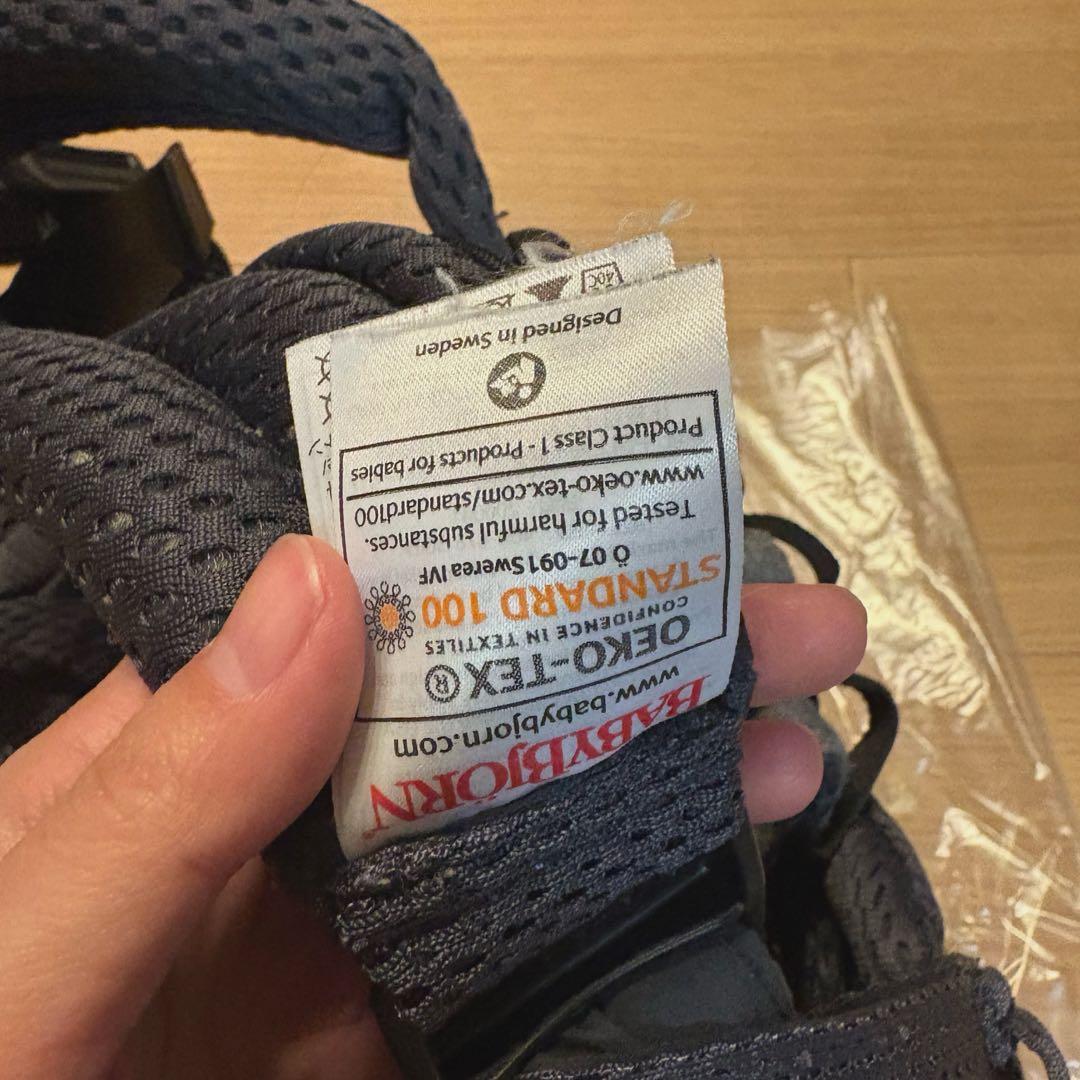 BABYBJÖRN®
www.babybjorn.com
OEKO-TEX®
CONFIDENCE IN TEXTILES
STANDARD 100
Ö 07-091 Swerea IVF
Tested for harmful substances.
www.oeko-tex.com/standard100
Product Class 1 - Products for babies
Designed in Sweden
40C